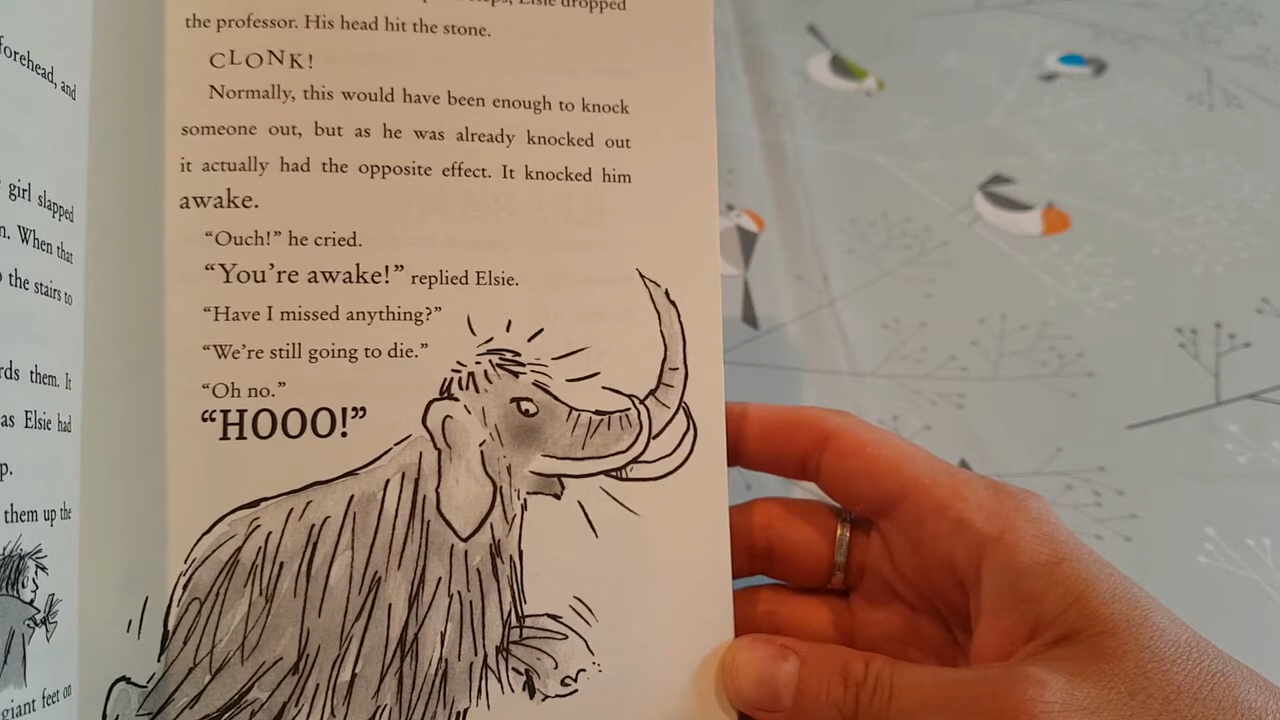 forehead, and
girl slapped
n. When that
the stairs to
rds them. It
as Elsie had
p.
them up the
giant feet on
Elsie dropped
the professor. His head hit the stone.
CLONK!
Normally, this would have been enough to knock
someone out, but as he was already knocked out
it actually had the opposite effect. It knocked him
awake.
“Ouch!” he cried.
“You’re awake!” replied Elsie.
“Have I missed anything?”
“We’re still going to die.”
“Oh no.”
“HOOO!”